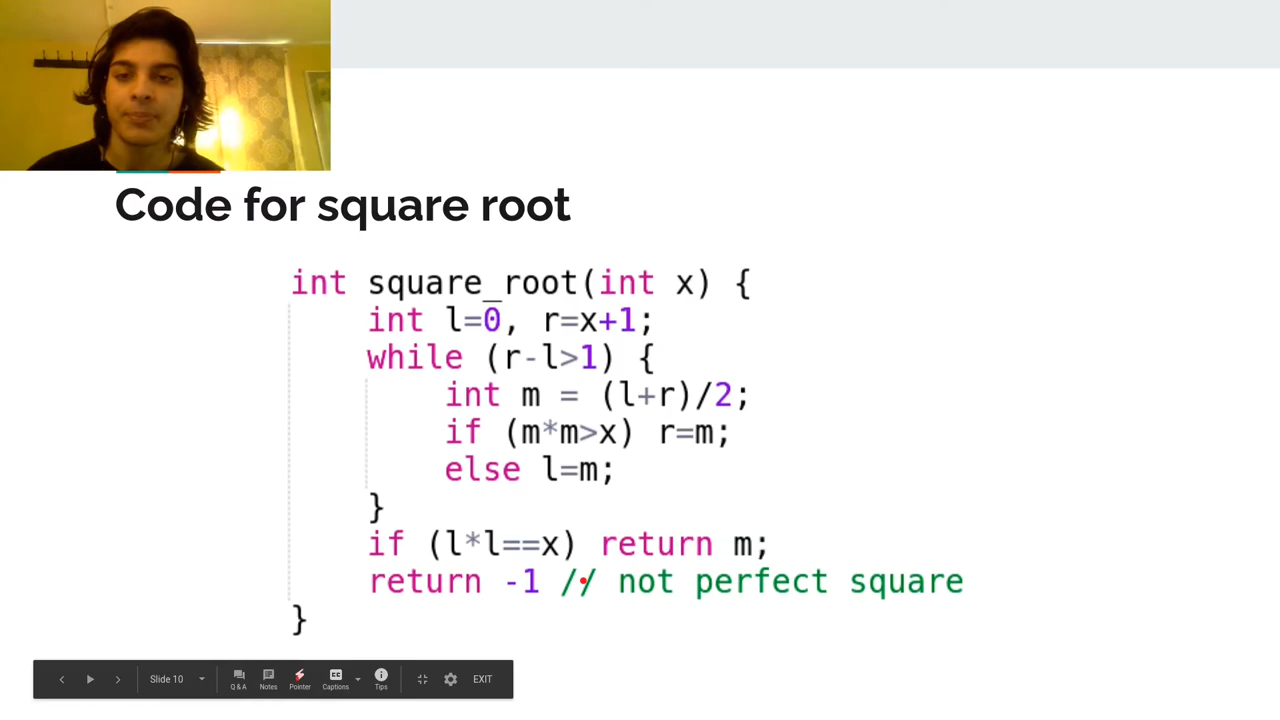 Code for square root
int square_root(int x) {
int l=0, r=x+1;
while (r-l>1) {
int m = (l+r)/2;
if (m*m>x) r=m;
else l=m;
}
if (l*l==x) return m;
return -1 // not perfect square
}
Slide 10
Q & A
Notes
Pointer
CC
Captions
Tips
EXIT